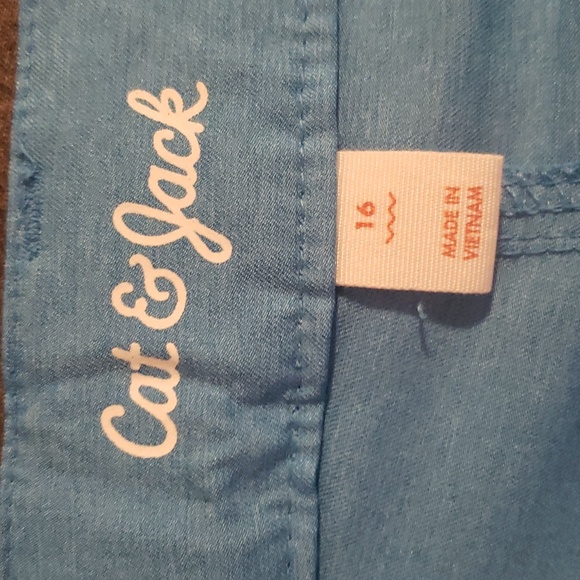 Cat & Jack
16
MADE IN
VIETNAM